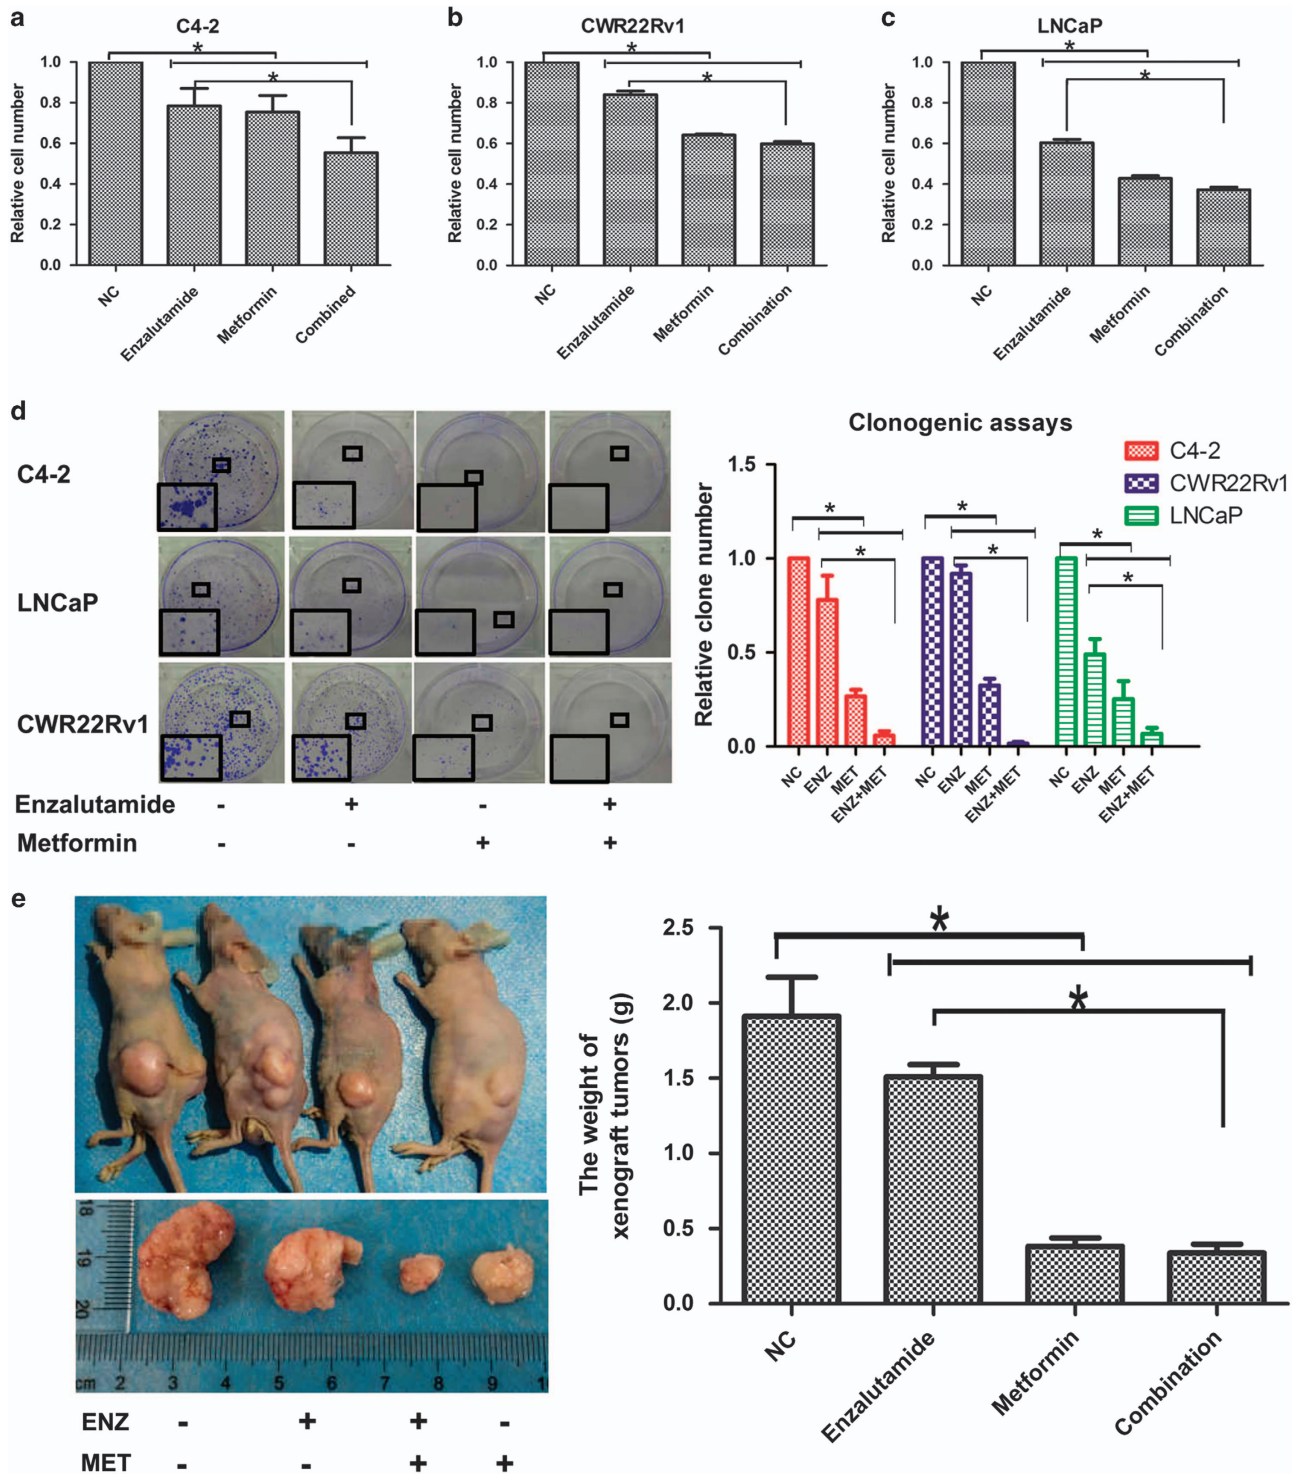 a
C4-2
*
*
Relative cell number
1.0
0.8
0.6
0.4
0.2
0.0
NC
Enzalutamide
Metformin
Combined
b
CWR22Rv1
*
*
Relative cell number
1.0
0.8
0.6
0.4
0.2
0.0
NC
Enzalutamide
Metformin
Combination
c
LNCaP
*
*
Relative cell number
1.0
0.8
0.6
0.4
0.2
0.0
NC
Enzalutamide
Metformin
Combination
d
C4-2
LNCaP
CWR22Rv1
Enzalutamide - + - +
Metformin - - + +
Clonogenic assays
C4-2
CWR22Rv1
LNCaP
Relative clone number
1.5
1.0
0.5
0.0
* * *
* * *
NC ENZ MET ENZ+MET NC ENZ MET ENZ+MET NC ENZ MET ENZ+MET
e
18
19
20
cm 2 3 4 5 6 7 8 9 1
ENZ - + + -
MET - - + +
The weight of
xenograft tumors (g)
2.5
2.0
1.5
1.0
0.5
0.0
*
*
NC
Enzalutamide
Metformin
Combination